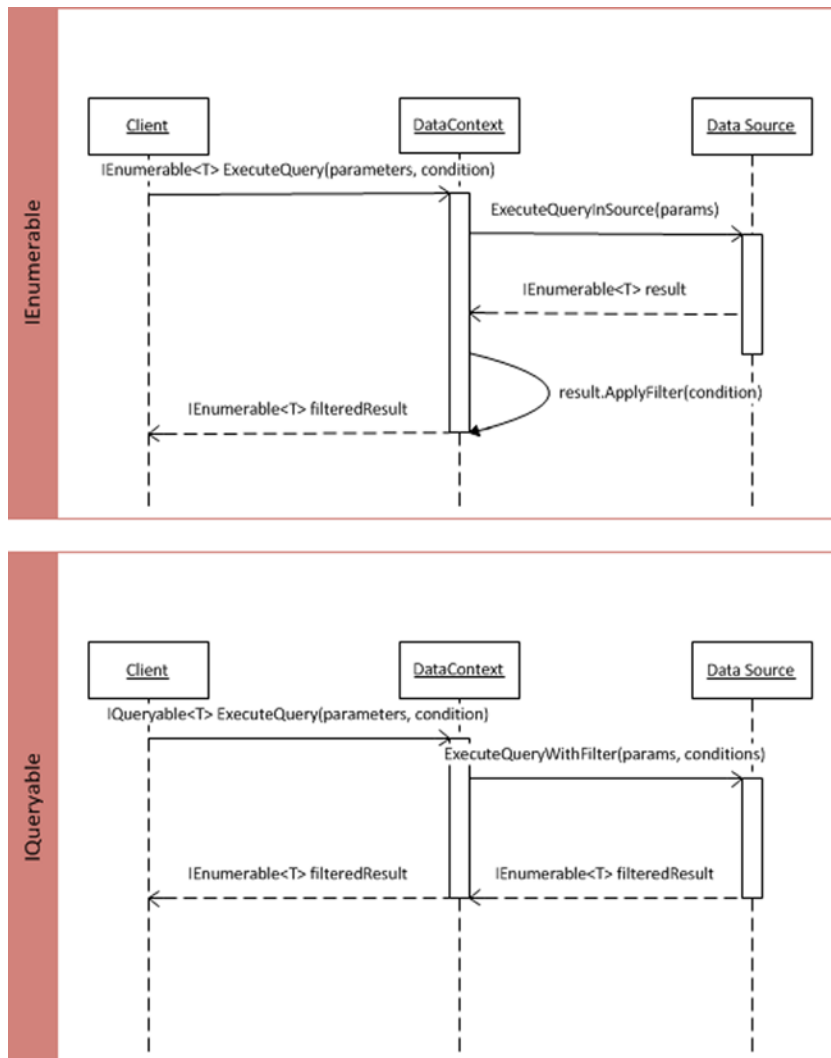 IEnumerable
Client
DataContext
Data Source
IEnumerable<T> ExecuteQuery(parameters, condition)
ExecuteQueryInSource(params)
IEnumerable<T> result
result.ApplyFilter(condition)
IEnumerable<T> filteredResult
IQueryable
Client
DataContext
Data Source
IQueryable<T> ExecuteQuery(parameters, condition)
ExecuteQueryWithFilter(params, conditions)
IEnumerable<T> filteredResult
IEnumerable<T> filteredResult